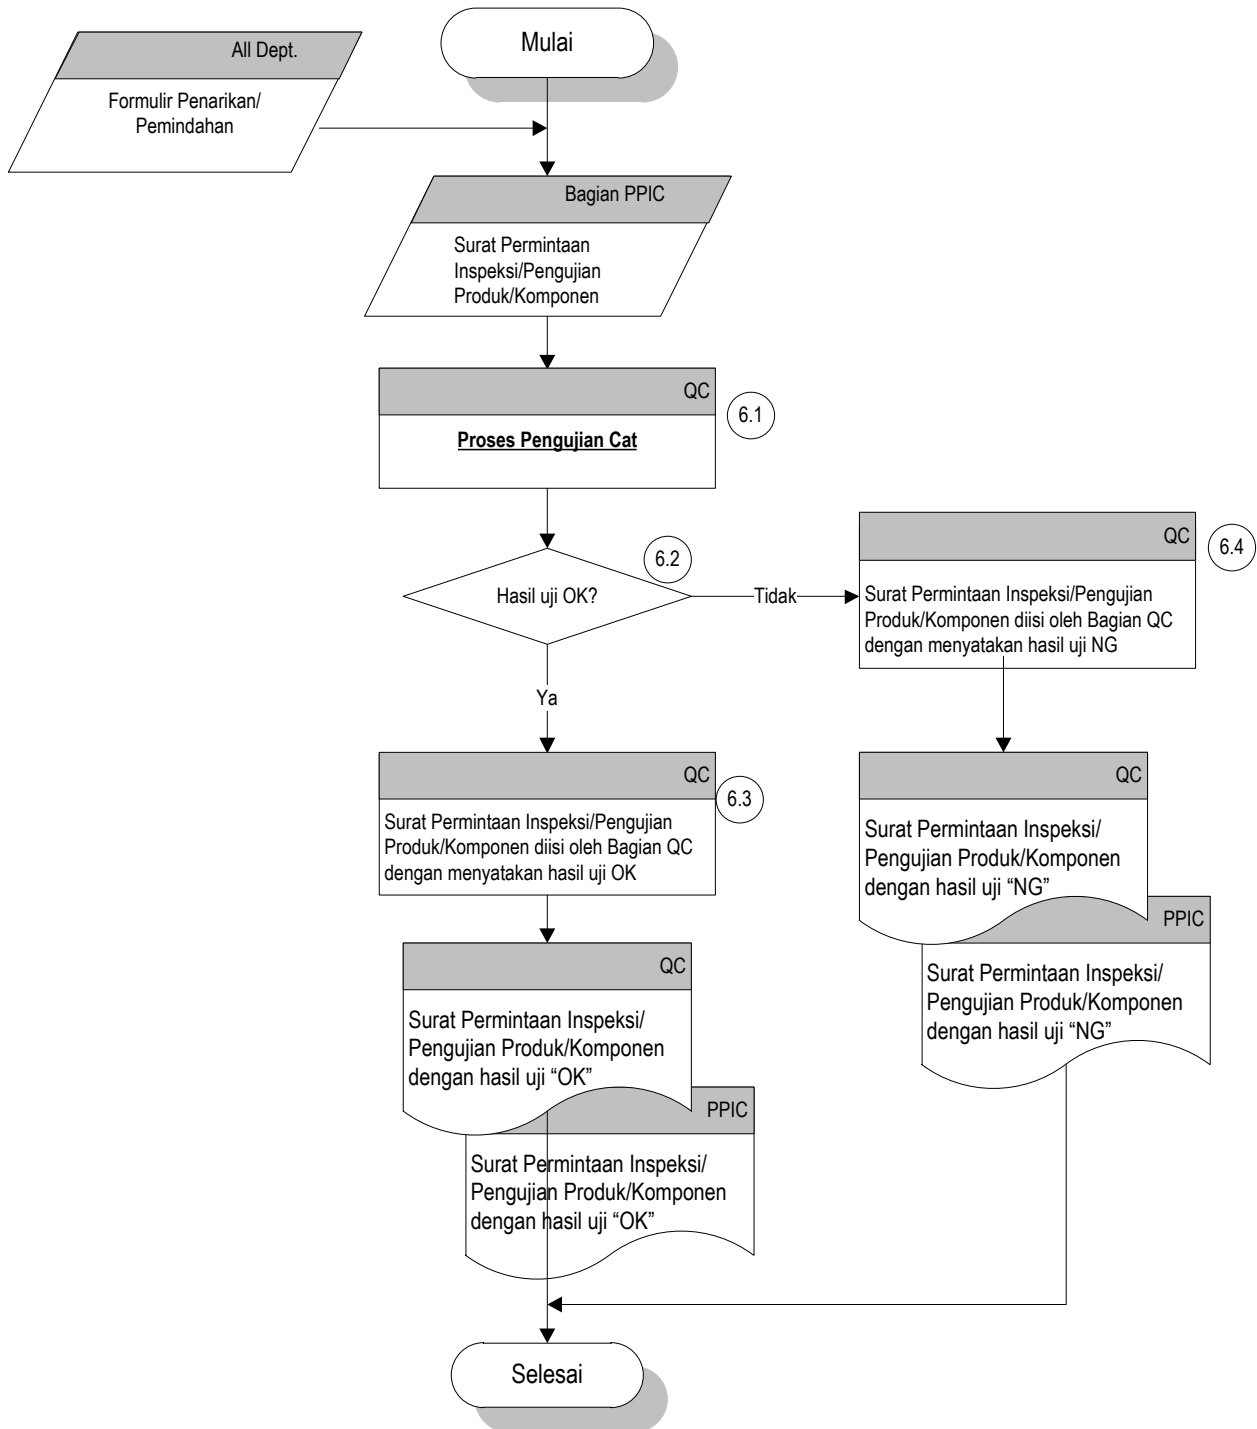 Mulai
All Dept.
Formulir Penarikan/
Pemindahan
Bagian PPIC
Surat Permintaan
Inspeksi/Pengujian
Produk/Komponen
QC
6.1
Proses Pengujian Cat
6.2
Hasil uji OK?
Tidak
QC
6.4
Surat Permintaan Inspeksi/Pengujian
Produk/Komponen diisi oleh Bagian QC
dengan menyatakan hasil uji NG
Ya
QC
6.3
Surat Permintaan Inspeksi/Pengujian
Produk/Komponen diisi oleh Bagian QC
dengan menyatakan hasil uji OK
QC
Surat Permintaan Inspeksi/
Pengujian Produk/Komponen
dengan hasil uji “NG”
PPIC
Surat Permintaan Inspeksi/
Pengujian Produk/Komponen
dengan hasil uji “NG”
QC
Surat Permintaan Inspeksi/
Pengujian Produk/Komponen
dengan hasil uji “OK”
PPIC
Surat Permintaan Inspeksi/
Pengujian Produk/Komponen
dengan hasil uji “OK”
Selesai